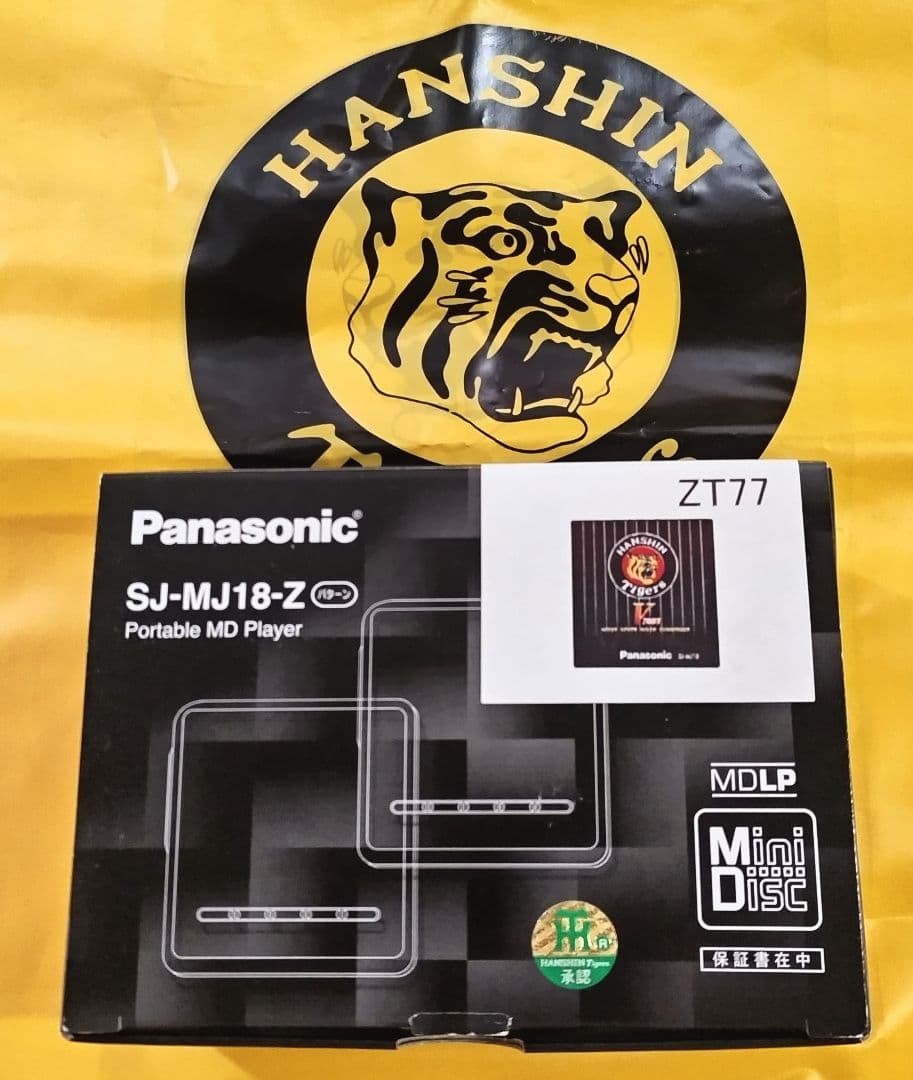 HANSHIN
Panasonic®
SJ-MJ18-Z パターン
Portable MD Player
ZT77
HANSHIN
Tigers
V
Panasonic
MDLP
Mini
Disc
保証書在中
TH
R
HANSHIN Tigers
承認